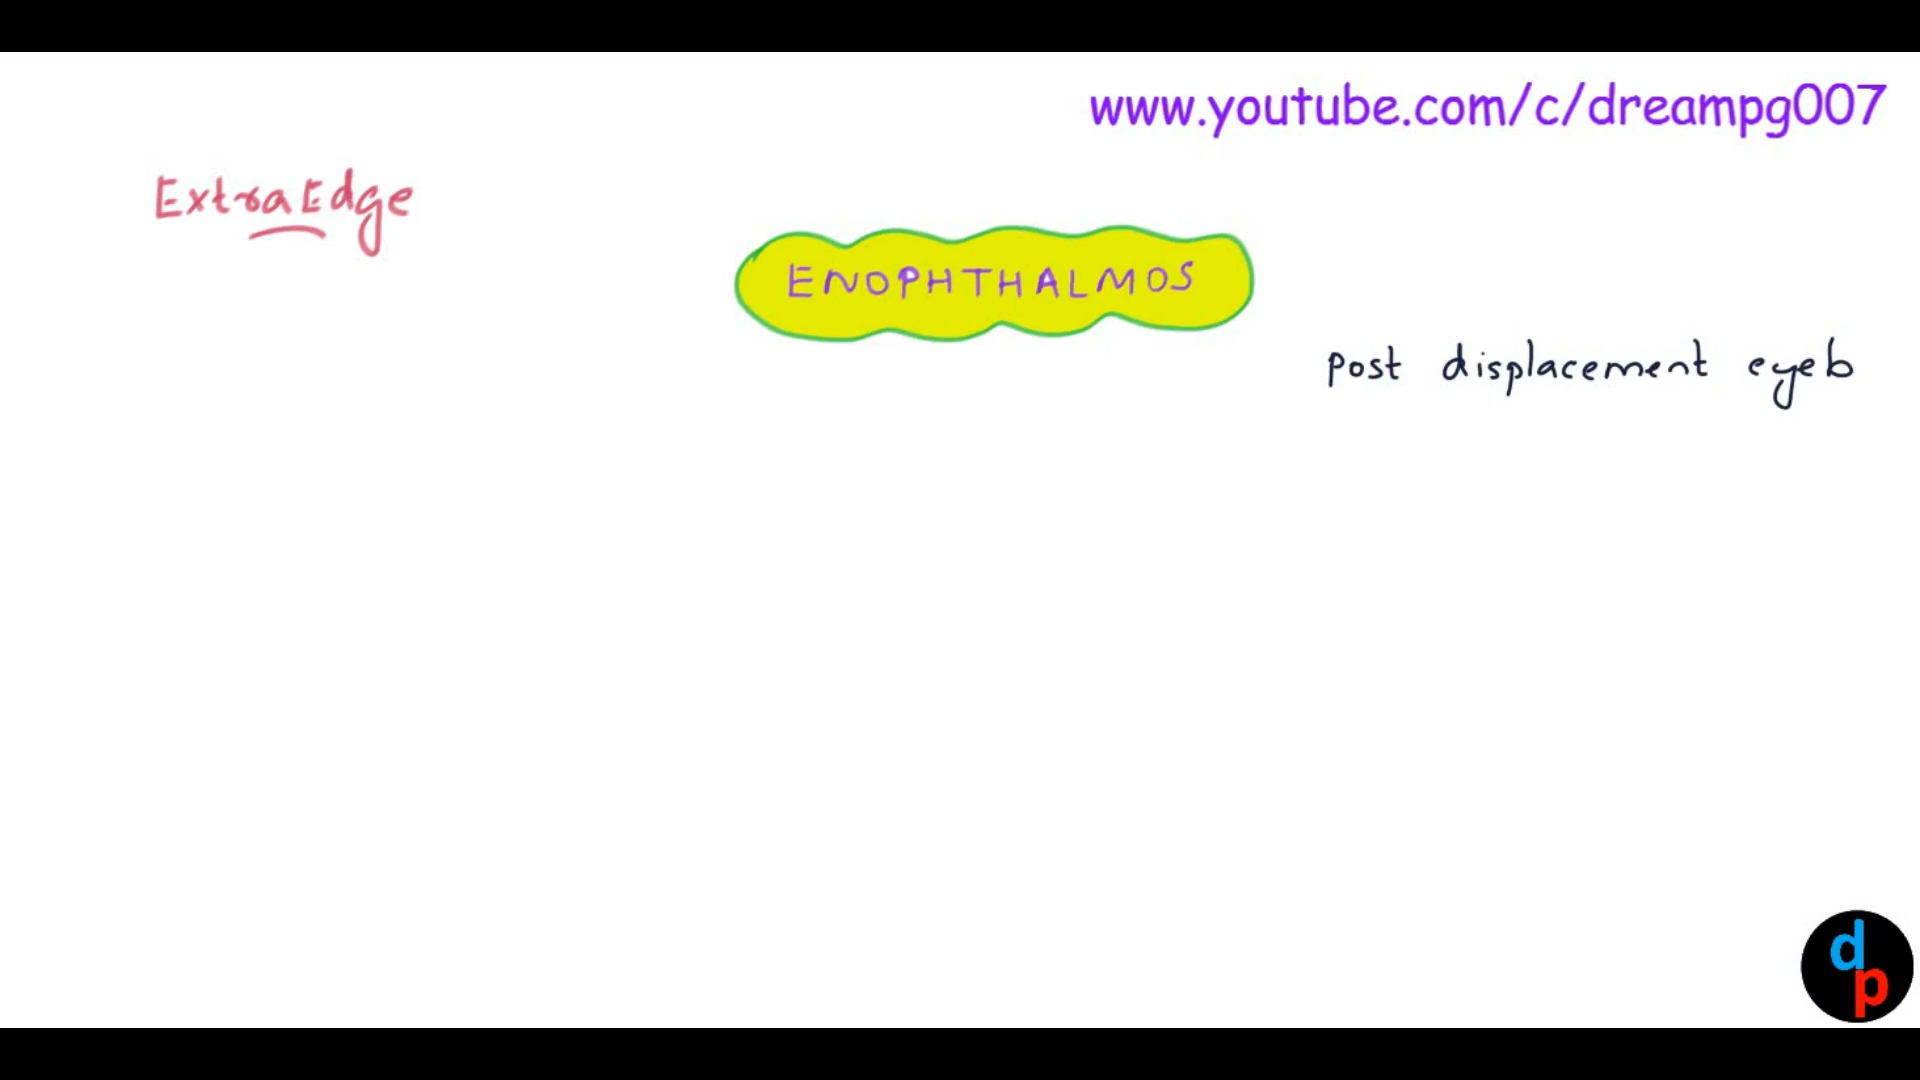 www.youtube.com/c/dreampg007
ExtraEdge
ENOPHTHALMOS
post displacement eyeb
dp